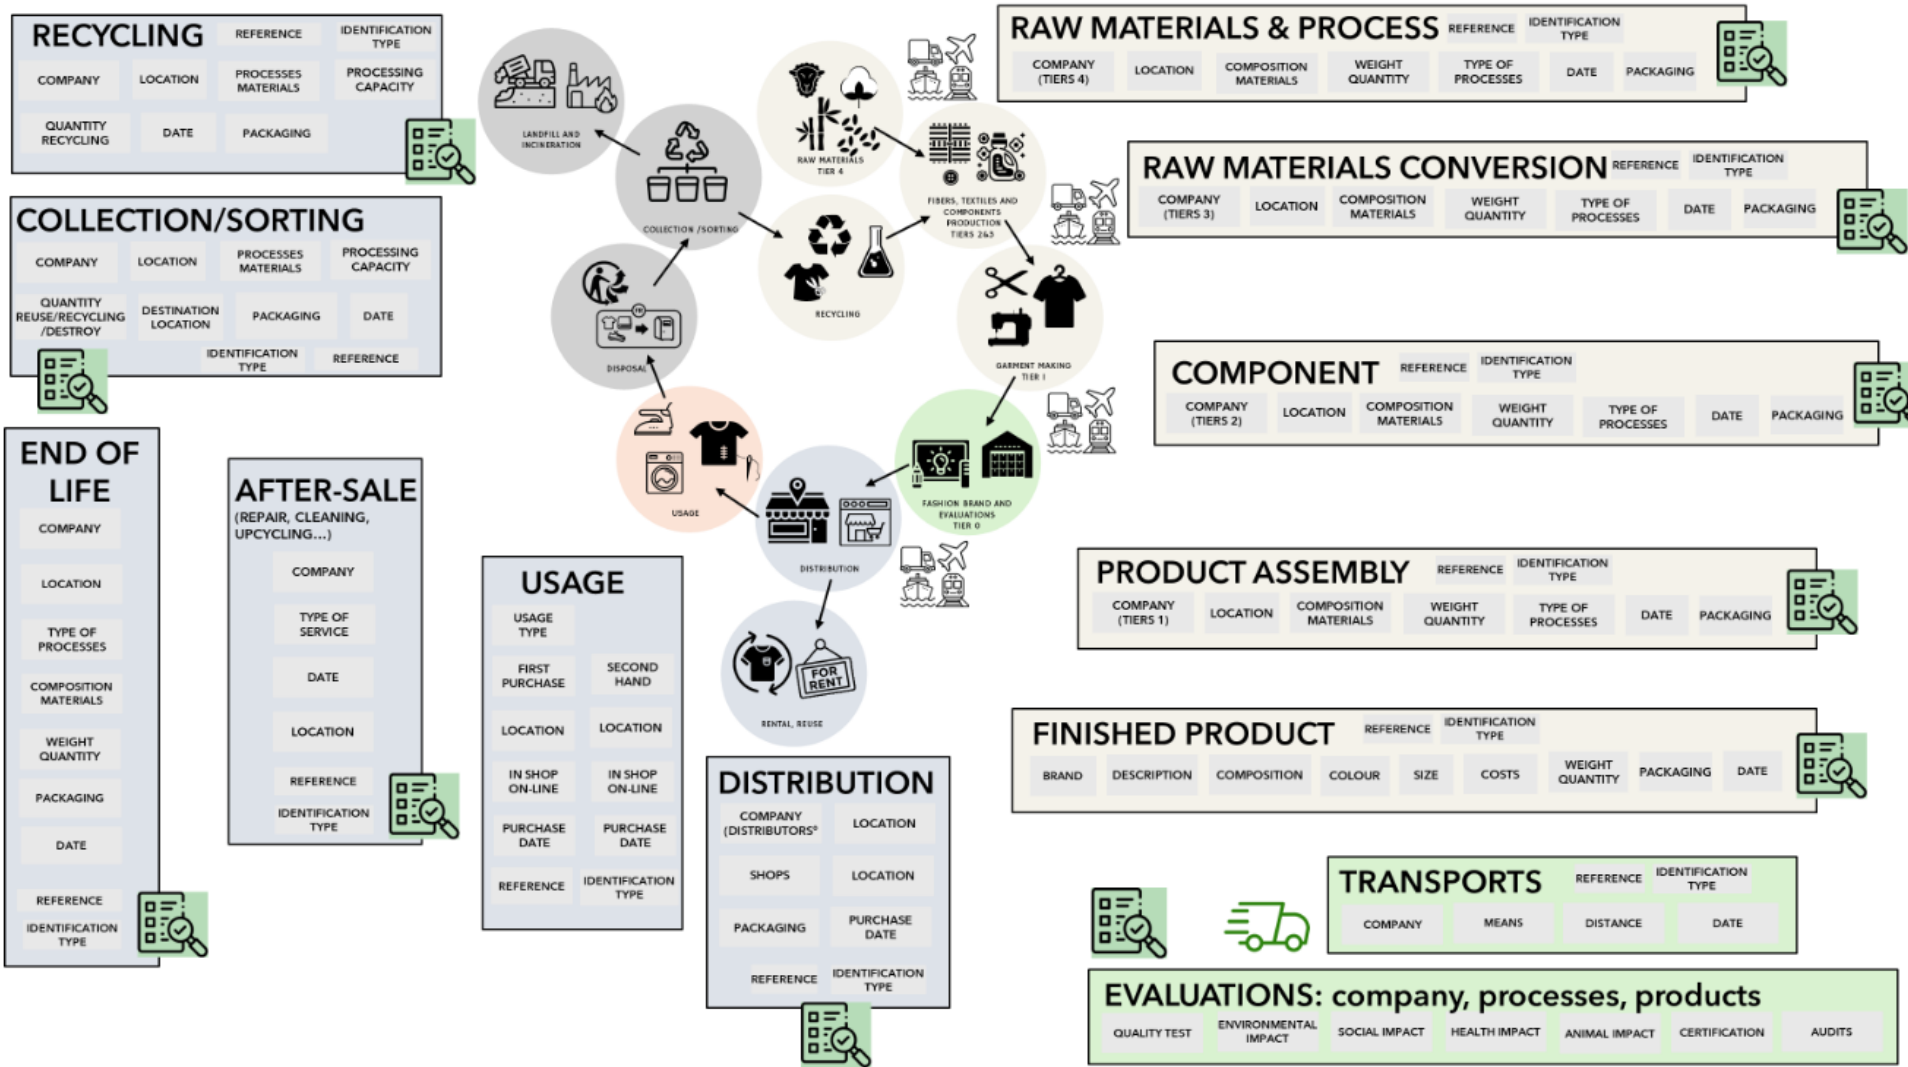 RECYCLING
REFERENCE
IDENTIFICATION
TYPE
COMPANY
LOCATION
PROCESSES
MATERIALS
PROCESSING
CAPACITY
QUANTITY
RECYCLING
DATE
PACKAGING
COLLECTION/SORTING
COMPANY
LOCATION
PROCESSES
MATERIALS
PROCESSING
CAPACITY
QUANTITY
REUSE/RECYCLING
/DESTROY
DESTINATION
LOCATION
PACKAGING
DATE
IDENTIFICATION
TYPE
REFERENCE
END OF
LIFE
COMPANY
LOCATION
TYPE OF
PROCESSES
COMPOSITION
MATERIALS
WEIGHT
QUANTITY
PACKAGING
DATE
REFERENCE
IDENTIFICATION
TYPE
AFTER-SALE
(REPAIR, CLEANING,
UPCYCLING...)
COMPANY
TYPE OF
SERVICE
DATE
LOCATION
REFERENCE
IDENTIFICATION
TYPE
USAGE
USAGE
TYPE
FIRST
PURCHASE
SECOND
HAND
LOCATION
LOCATION
IN SHOP
ON-LINE
IN SHOP
ON-LINE
PURCHASE
DATE
PURCHASE
DATE
REFERENCE
IDENTIFICATION
TYPE
DISTRIBUTION
COMPANY
(DISTRIBUTORS°
LOCATION
SHOPS
LOCATION
PACKAGING
PURCHASE
DATE
REFERENCE
IDENTIFICATION
TYPE
LANDFILL AND
INCINERATION
COLLECTION /SORTING
DISPOSAL
USAGE
DISTRIBUTION
FOR
RENT
RENTAL, REUSE
RAW MATERIALS
TIER 4
FIBERS, TEXTILES AND
COMPONENTS
PRODUCTION
TIERS 2&3
RECYCLING
GARMENT MAKING
TIER 1
FASHION BRAND AND
EVALUATIONS
TIER 0
RAW MATERIALS & PROCESS
REFERENCE
IDENTIFICATION
TYPE
COMPANY
(TIERS 4)
LOCATION
COMPOSITION
MATERIALS
WEIGHT
QUANTITY
TYPE OF
PROCESSES
DATE
PACKAGING
RAW MATERIALS CONVERSION
REFERENCE
IDENTIFICATION
TYPE
COMPANY
(TIERS 3)
LOCATION
COMPOSITION
MATERIALS
WEIGHT
QUANTITY
TYPE OF
PROCESSES
DATE
PACKAGING
COMPONENT
REFERENCE
IDENTIFICATION
TYPE
COMPANY
(TIERS 2)
LOCATION
COMPOSITION
MATERIALS
WEIGHT
QUANTITY
TYPE OF
PROCESSES
DATE
PACKAGING
PRODUCT ASSEMBLY
REFERENCE
IDENTIFICATION
TYPE
COMPANY
(TIERS 1)
LOCATION
COMPOSITION
MATERIALS
WEIGHT
QUANTITY
TYPE OF
PROCESSES
DATE
PACKAGING
FINISHED PRODUCT
REFERENCE
IDENTIFICATION
TYPE
BRAND
DESCRIPTION
COMPOSITION
COLOUR
SIZE
COSTS
WEIGHT
QUANTITY
PACKAGING
DATE
TRANSPORTS
REFERENCE
IDENTIFICATION
TYPE
COMPANY
MEANS
DISTANCE
DATE
EVALUATIONS: company, processes, products
QUALITY TEST
ENVIRONMENTAL
IMPACT
SOCIAL IMPACT
HEALTH IMPACT
ANIMAL IMPACT
CERTIFICATION
AUDITS